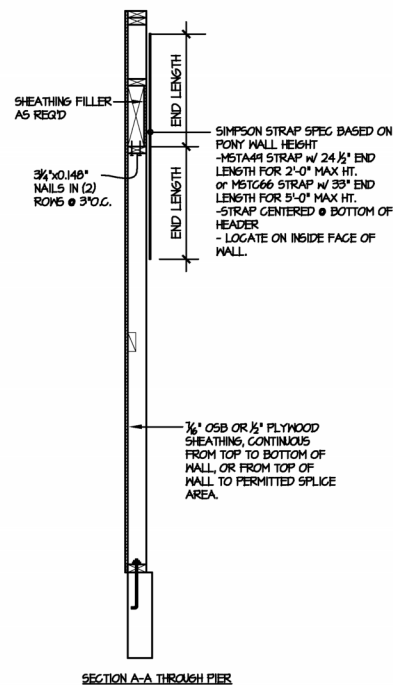 END LENGTH
SHEATHING FILLER
AS REQ'D
SIMPSON STRAP SPEC BASED ON
PONY WALL HEIGHT
-MSTA49 STRAP W/ 24 ½" END
LENGTH FOR 2'-0" MAX HT.
or MSTC66 STRAP W/ 33" END
LENGTH FOR 5'-0" MAX HT.
-STRAP CENTERED @ BOTTOM OF
HEADER
- LOCATE ON INSIDE FACE OF
WALL.
3¼"x0.148"
NAILS IN (2)
ROWS @ 3"O.C.
END LENGTH
7/16" OSB OR ½" PLYWOOD
SHEATHING, CONTINUOUS
FROM TOP TO BOTTOM OF
WALL, OR FROM TOP OF
WALL TO PERMITTED SPLICE
AREA.
SECTION A-A THROUGH PIER